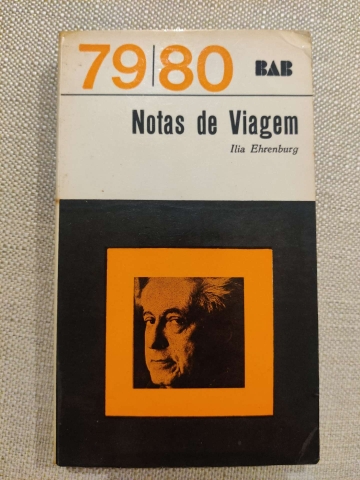 79|80 BAB
Notas de Viagem
Ilia Ehrenburg